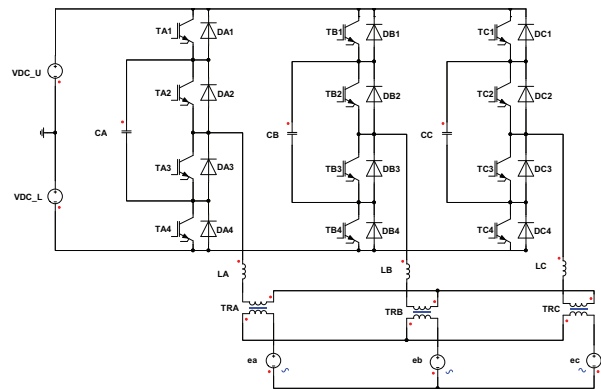 TA1 DA1 TB1 DB1 TC1 DC1
VDC_U
TA2 DA2 TB2 DB2 TC2 DC2
CA CB CC
TA3 DA3 TB3 DB3 TC3 DC3
VDC_L
TA4 DA4 TB4 DB4 TC4 DC4
LA LB LC
TRA TRB TRC
ea eb ec